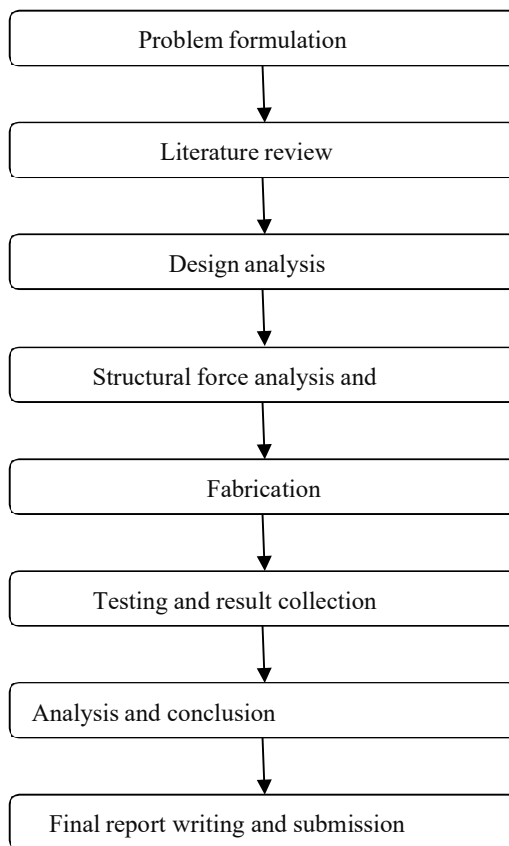 Problem formulation
Literature review
Design analysis
Structural force analysis and
Fabrication
Testing and result collection
Analysis and conclusion
Final report writing and submission